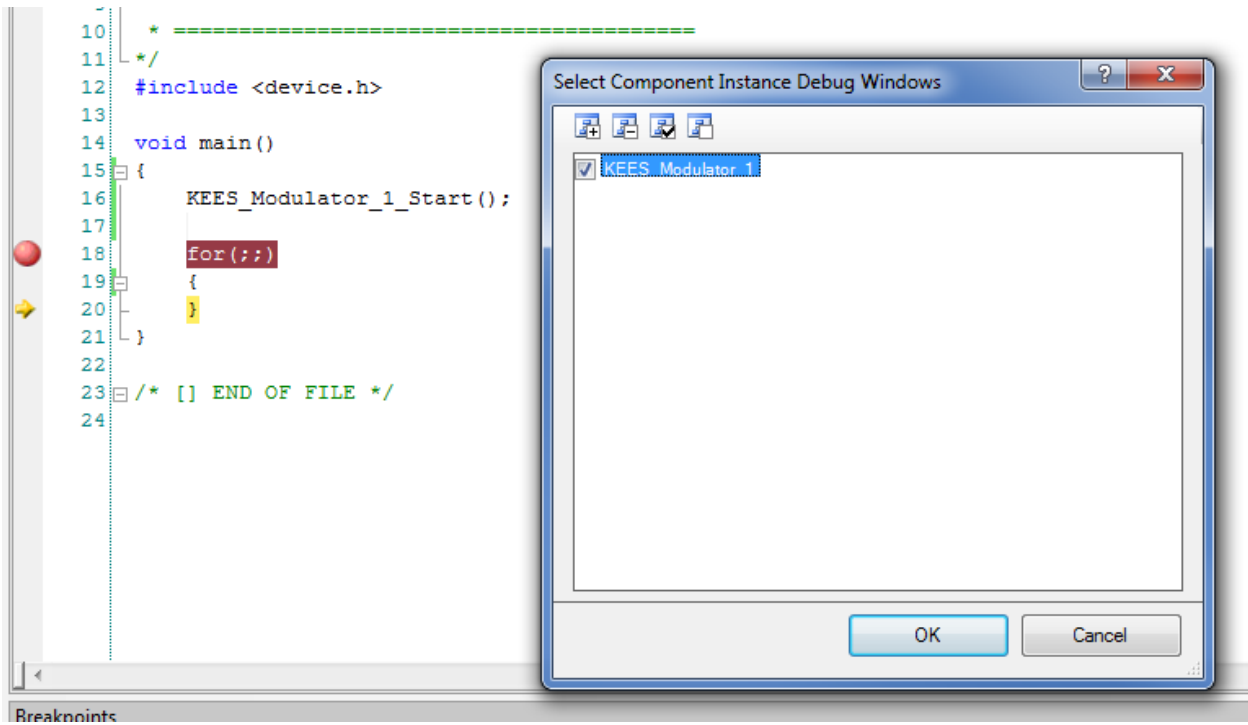 10 * ========================================
11 */
12 #include <device.h>
13
14 void main()
15 {
16 KEES_Modulator_1_Start();
17
18 for(;;)
19 {
20 }
21 }
22
23 /* [] END OF FILE */
24
Select Component Instance Debug Windows
KEES_Modulator_1
OK Cancel
Breakpoints